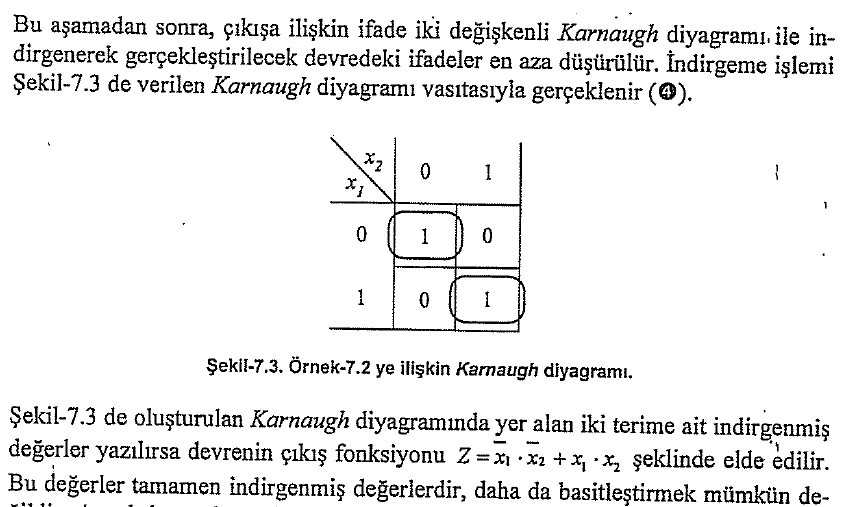 Bu aşamadan sonra, çıkışa ilişkin ifade iki değişkenli Karnaugh diyagramı ile in-
dirgenerek gerçekleştirilecek devredeki ifadeler en aza düşürülür. İndirgeme işlemi
Şekil-7.3 de verilen Karnaugh diyagramı vasıtasıyla gerçeklenir (❹).
x₂ 0 1
x₁
0 1 0
1 0 1
Şekil-7.3. Örnek-7.2 ye ilişkin Karnaugh diyagramı.
Şekil-7.3 de oluşturulan Karnaugh diyagramında yer alan iki terime ait indirgenmiş
değerler yazılırsa devrenin çıkış fonksiyonu Z = x̅₁ · x̅₂ + x₁ · x₂ şeklinde elde edilir.
Bu değerler tamamen indirgenmiş değerlerdir, daha da basitleştirmek mümkün de-